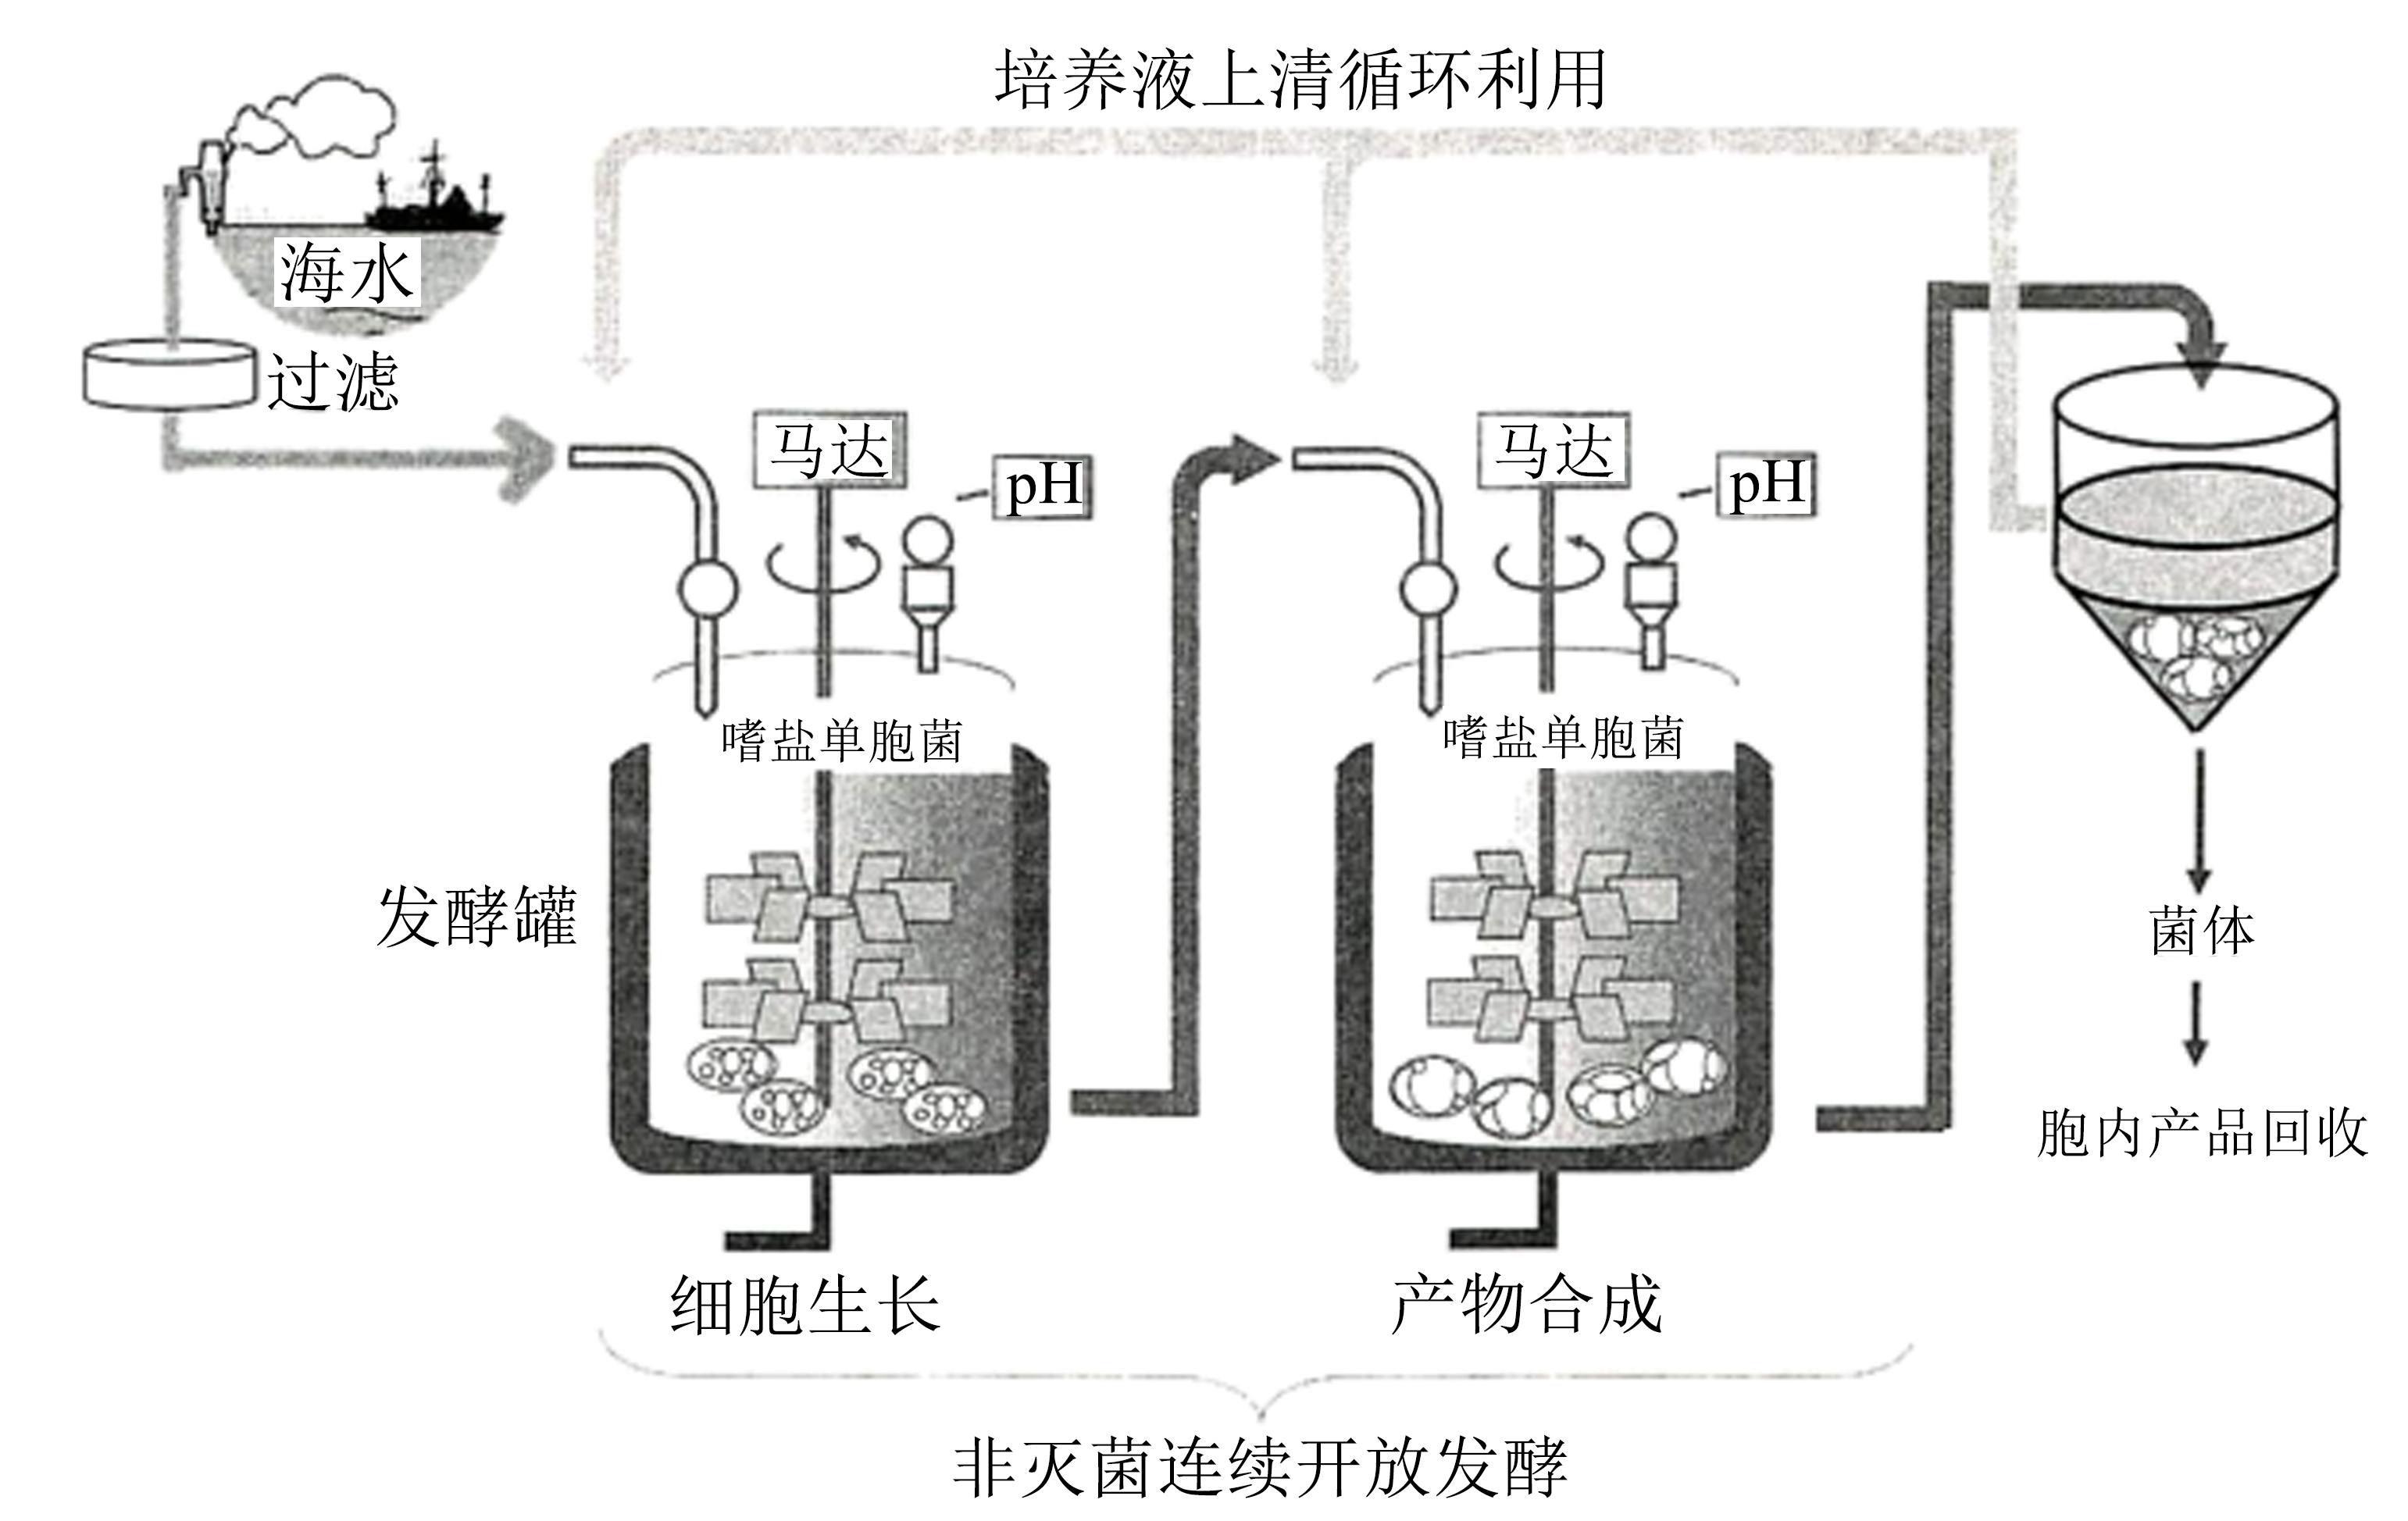 培养液上清循环利用
海水
过滤
马达
pH
马达
pH
嗜盐单胞菌
嗜盐单胞菌
发酵罐
菌体
胞内产品回收
细胞生长
产物合成
非灭菌连续开放发酵